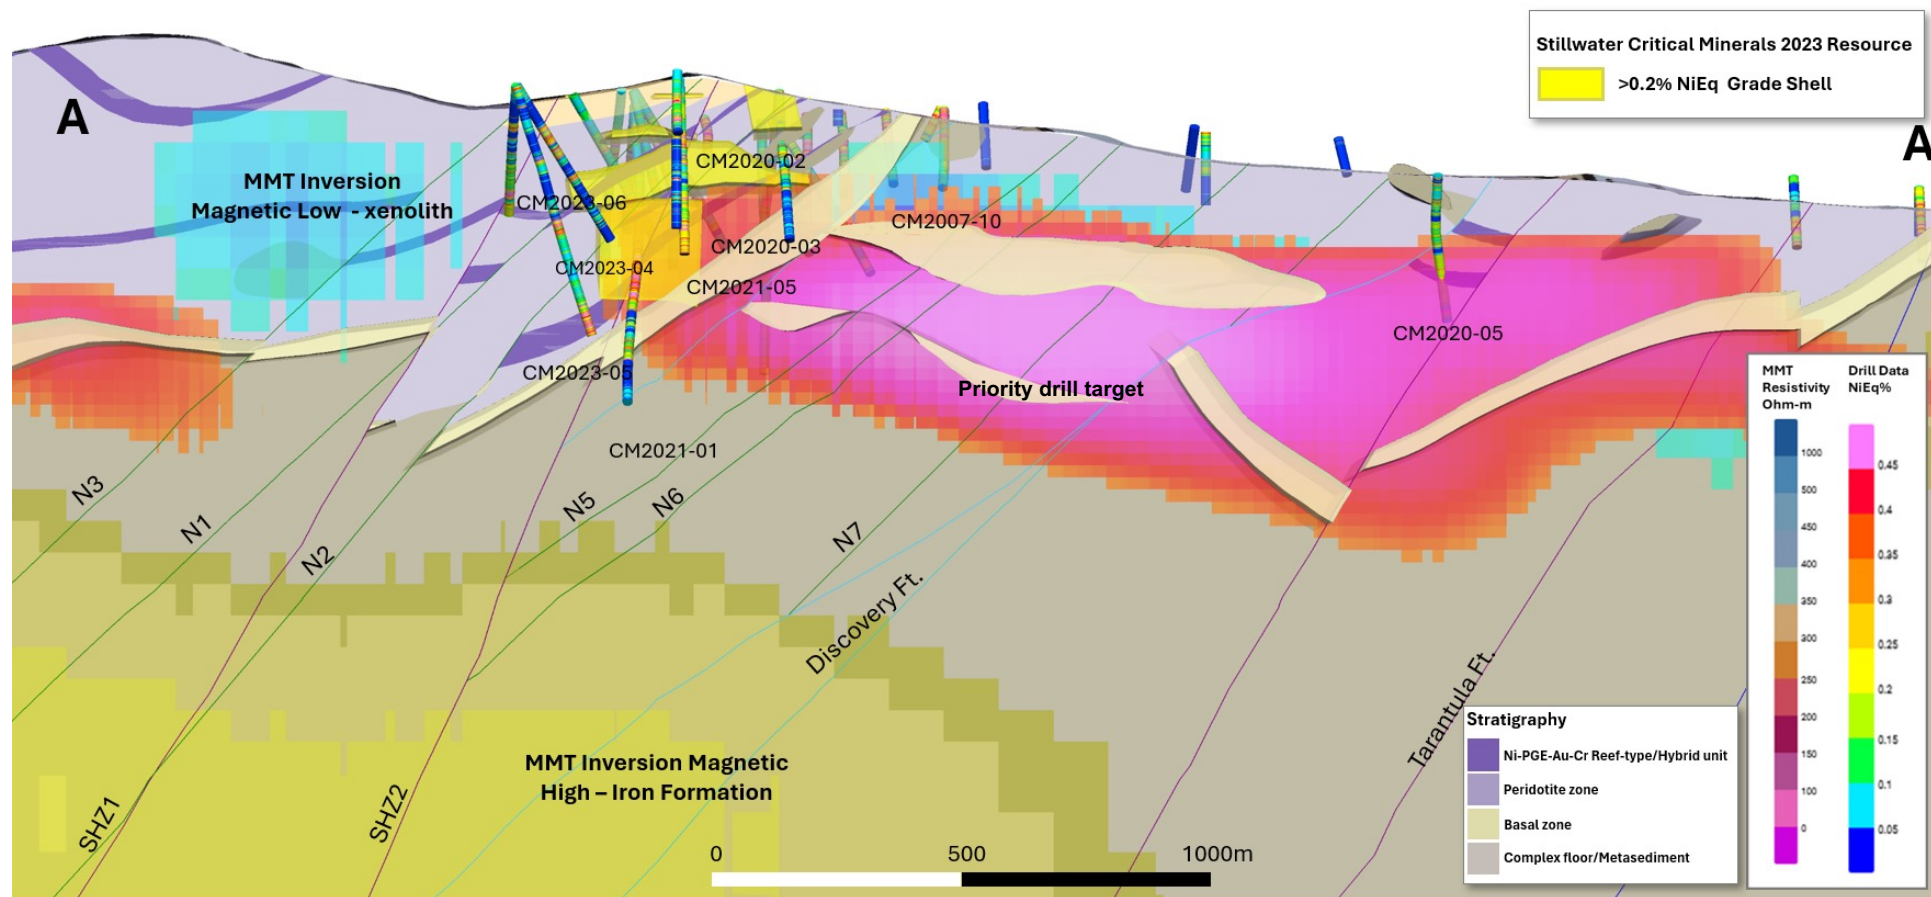 Stillwater Critical Minerals 2023 Resource
>0.2% NiEq Grade Shell
A
A
MMT Inversion
Magnetic Low - xenolith
CM2020-02
CM2023-06
CM2007-10
CM2020-03
CM2023-04
CM2021-05
CM2020-05
CM2023-05
Priority drill target
CM2021-01
N3
N1
N2
N5
N6
N7
Discovery Ft.
Tarantula Ft.
SHZ1
SHZ2
MMT Inversion Magnetic
High – Iron Formation
0 500 1000m
MMT
Resistivity
Ohm-m
1000
500
450
400
350
300
250
200
150
100
0
Drill Data
NiEq%
0.45
0.4
0.35
0.3
0.25
0.2
0.15
0.1
0.05
Stratigraphy
Ni-PGE-Au-Cr Reef-type/Hybrid unit
Peridotite zone
Basal zone
Complex floor/Metasediment